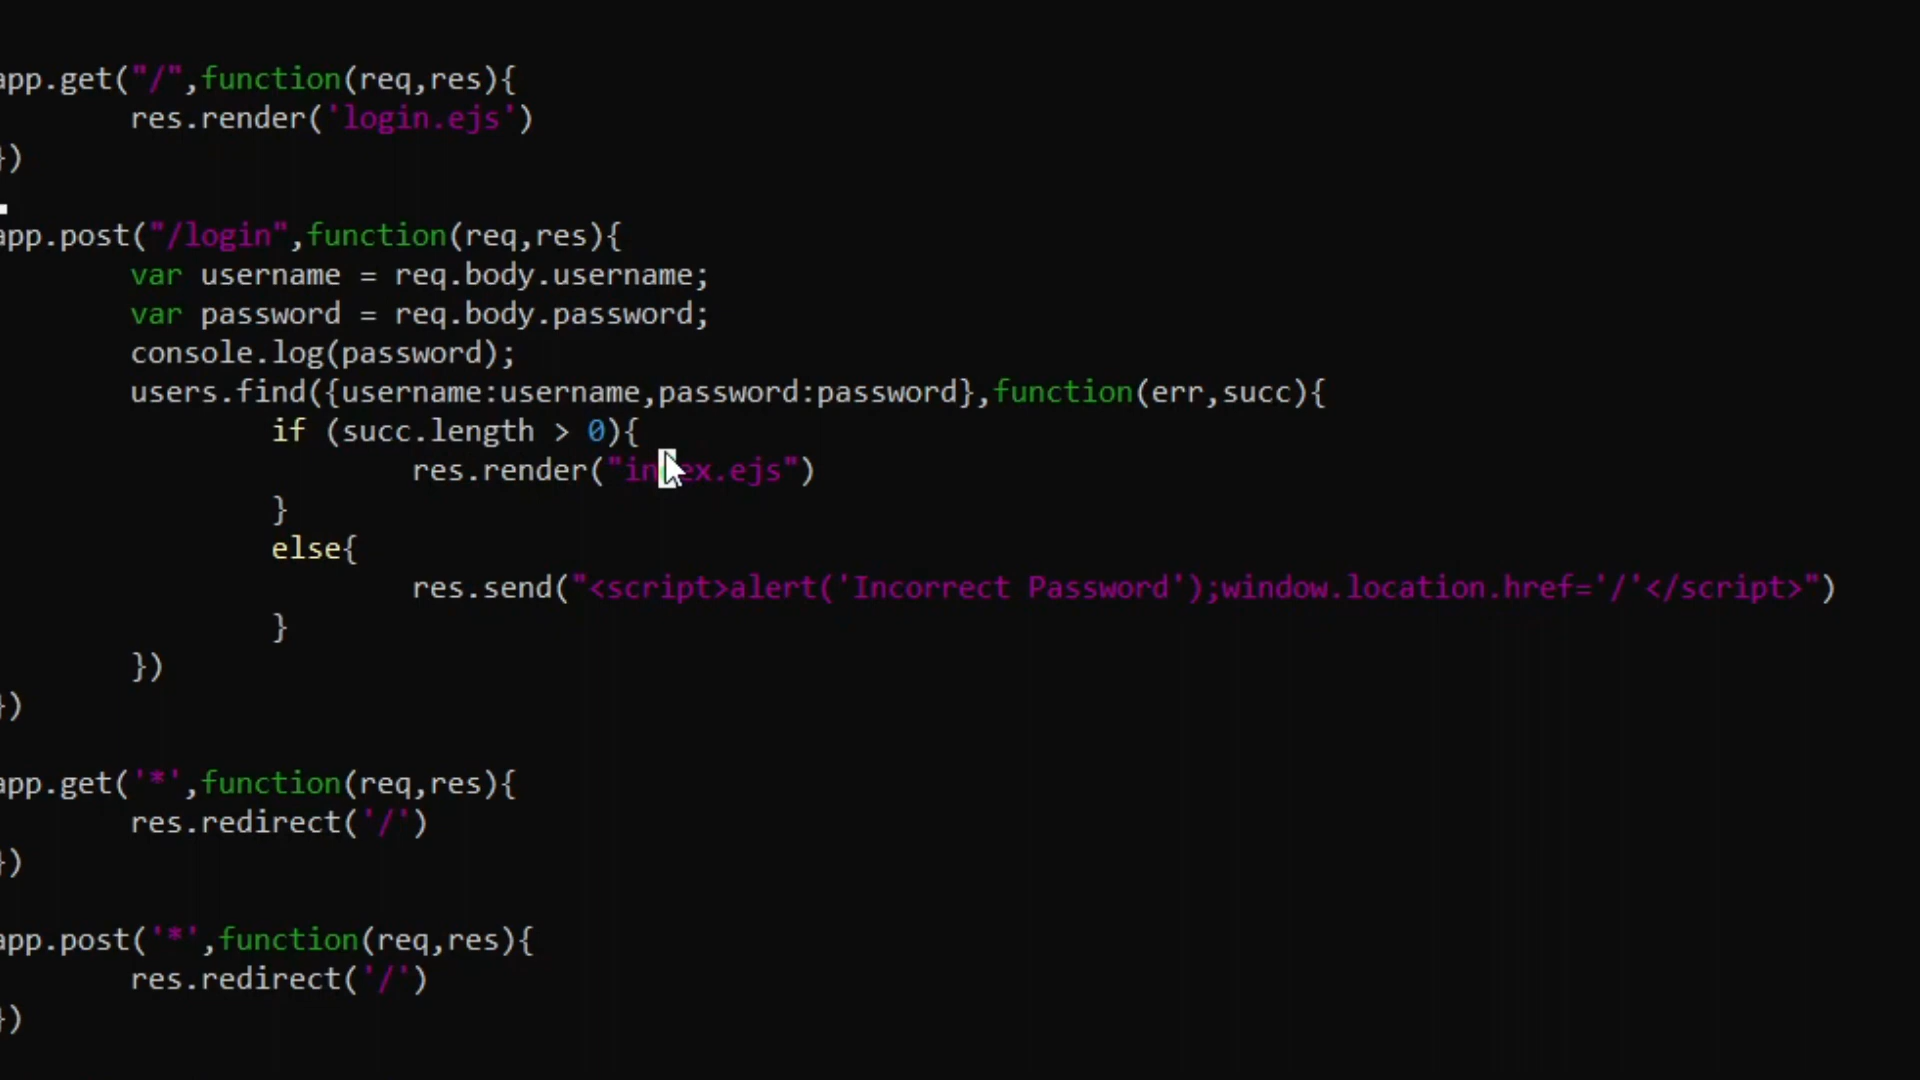 app.get("/",function(req,res){
res.render('login.ejs')
})
app.post("/login",function(req,res){
var username = req.body.username;
var password = req.body.password;
console.log(password);
users.find({username:username,password:password},function(err,succ){
if (succ.length > 0){
res.render("index.ejs")
}
else{
res.send("<script>alert('Incorrect Password');window.location.href='/'</script>")
}
})
})
app.get('*',function(req,res){
res.redirect('/')
})
app.post('*',function(req,res){
res.redirect('/')
})